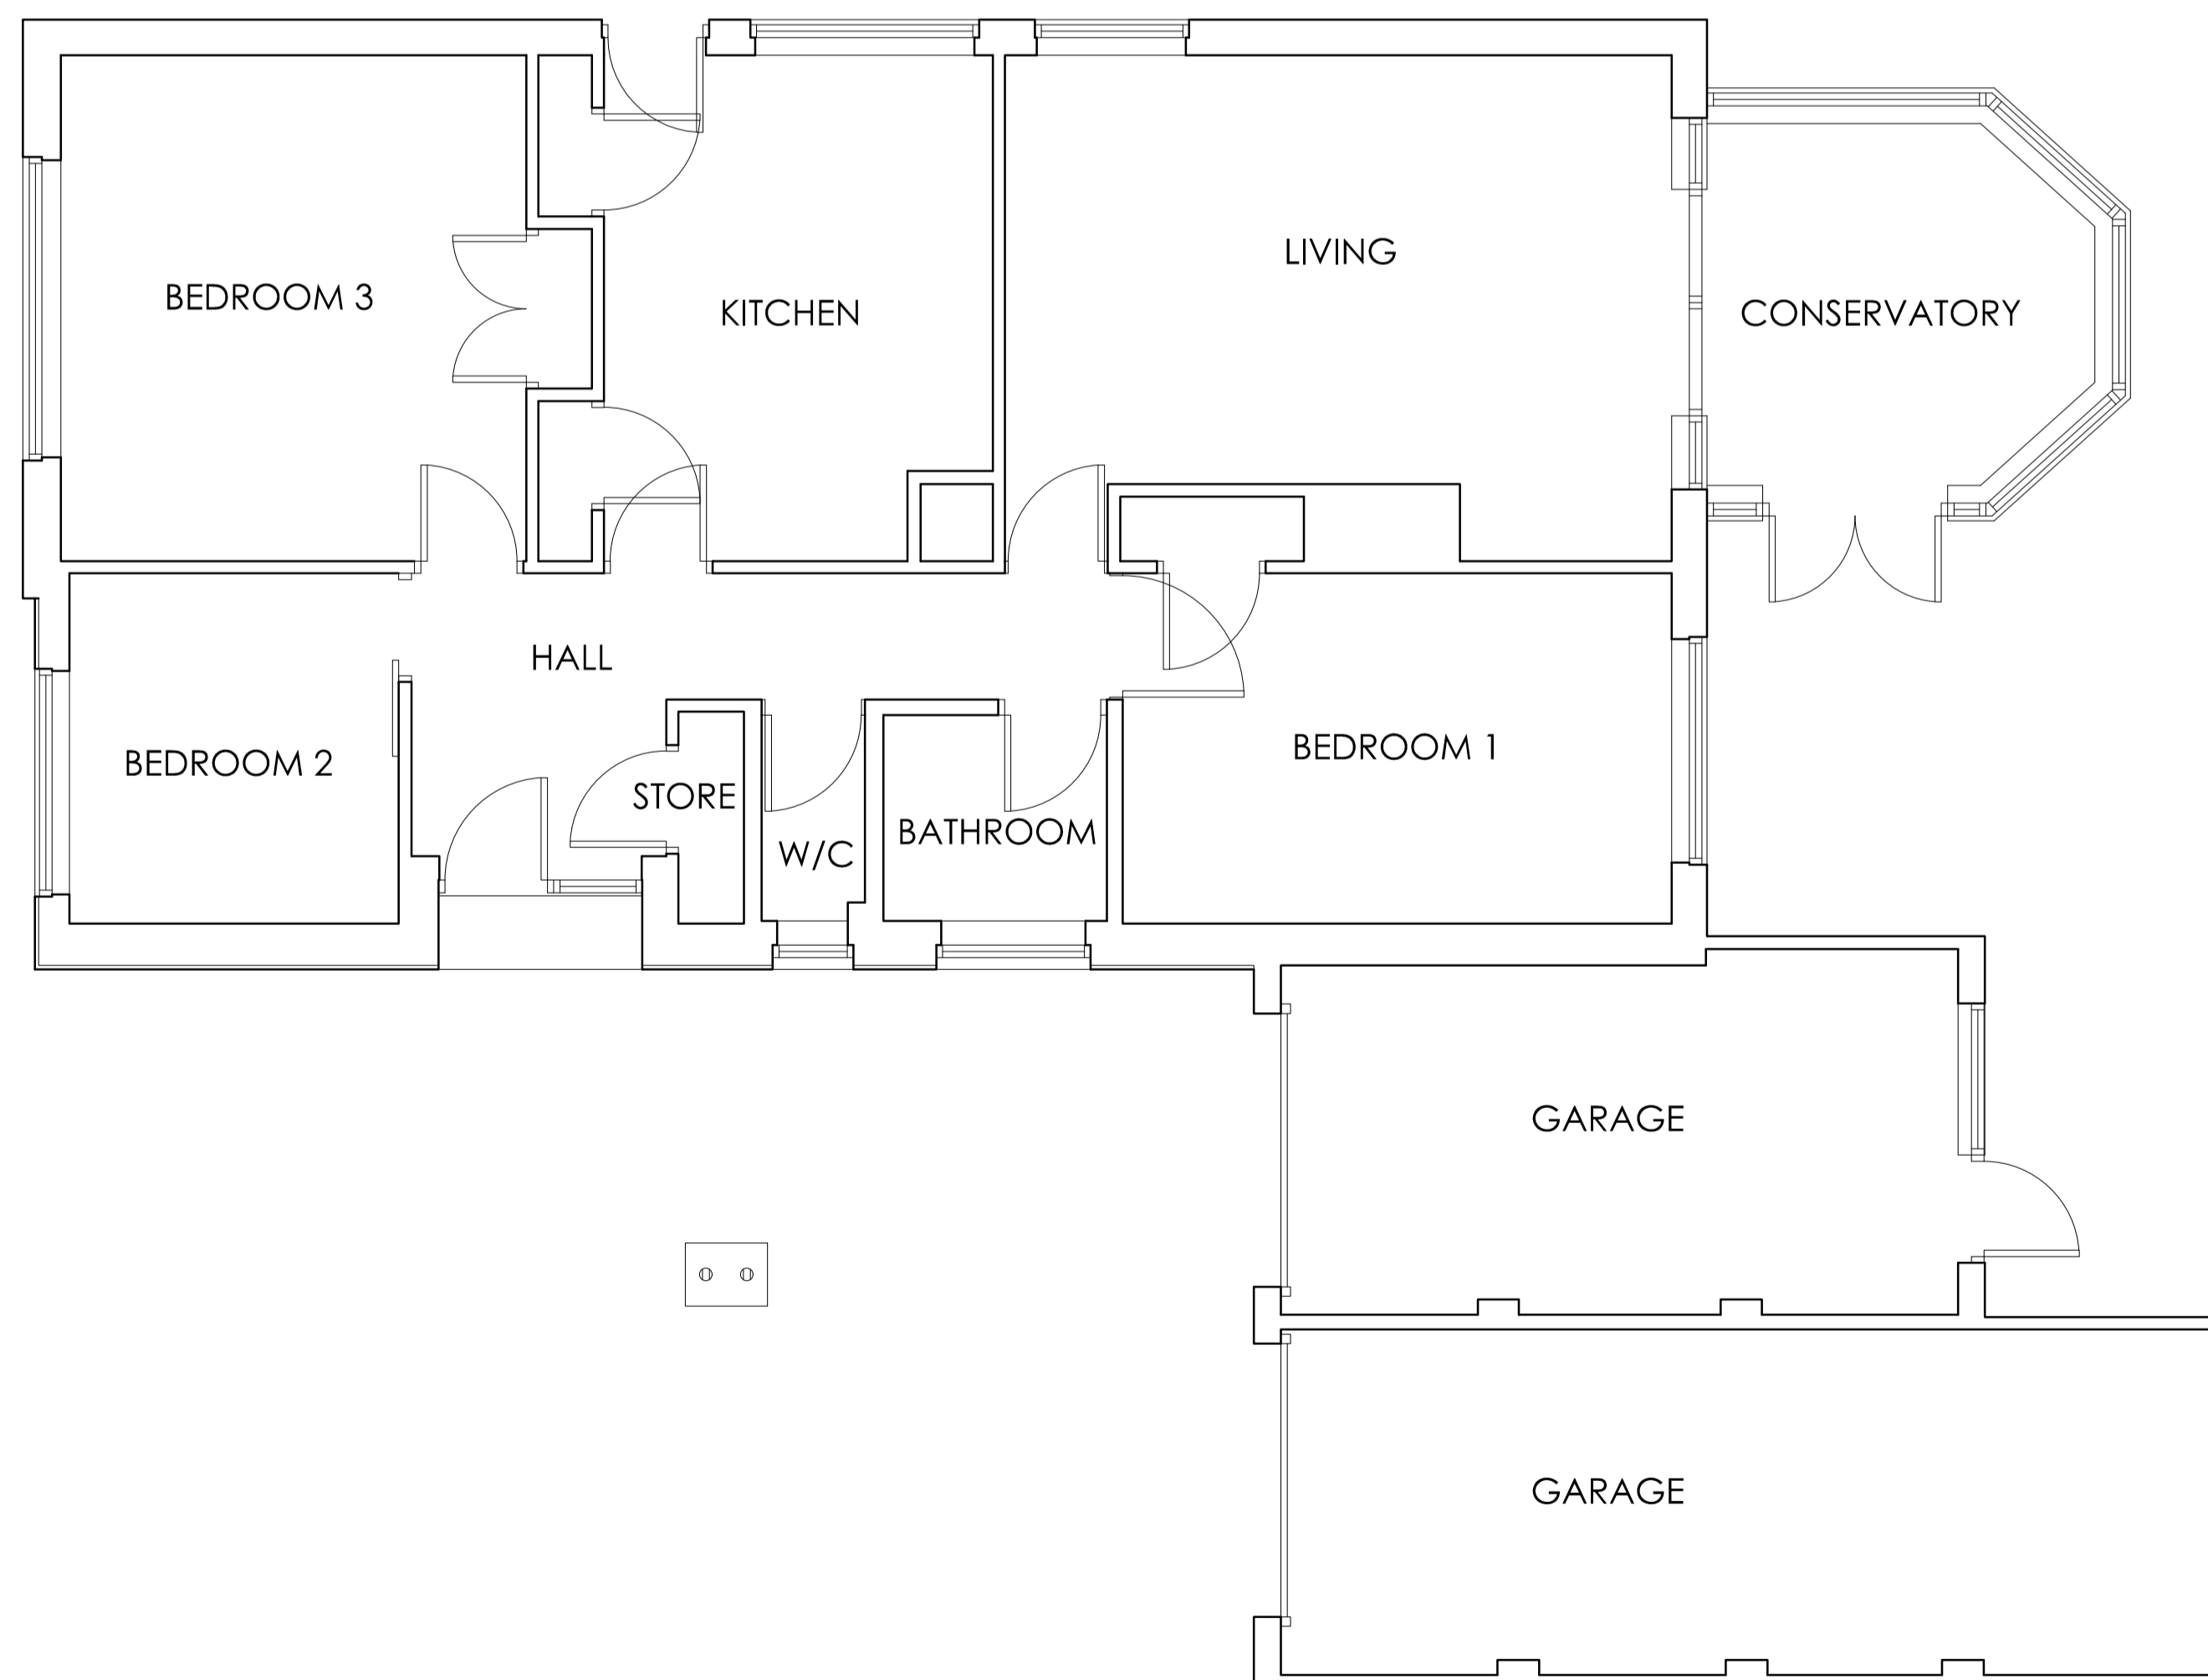 LIVING
BEDROOM 3
KITCHEN
CONSERVATORY
HALL
BEDROOM 2
BEDROOM 1
STORE
BATHROOM
W/C
GARAGE
GARAGE